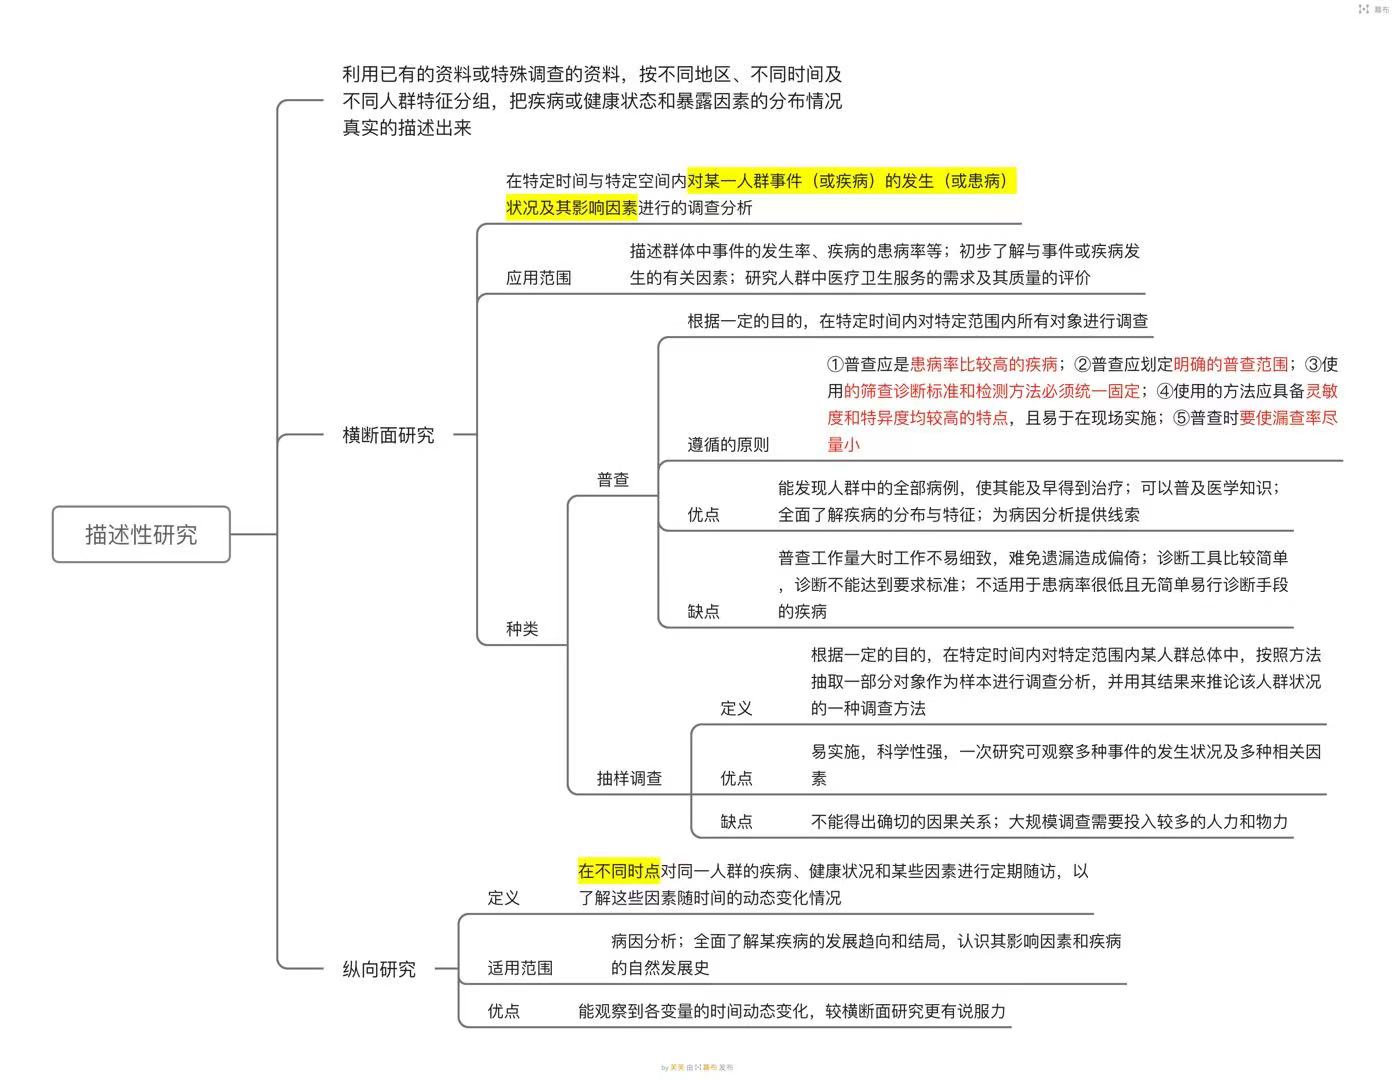 幕布
利用已有的资料或特殊调查的资料，按不同地区、不同时间及
不同人群特征分组，把疾病或健康状态和暴露因素的分布情况
真实的描述出来
在特定时间与特定空间内对某一人群事件（或疾病）的发生（或患病）
状况及其影响因素进行的调查分析
描述群体中事件的发生率、疾病的患病率等；初步了解与事件或疾病发
应用范围
生的有关因素；研究人群中医疗卫生服务的需求及其质量的评价
根据一定的目的，在特定时间内对特定范围内所有对象进行调查
①普查应是患病率比较高的疾病；②普查应划定明确的普查范围；③使
用的筛查诊断标准和检测方法必须统一固定；④使用的方法应具备灵敏
度和特异度均较高的特点，且易于在现场实施；⑤普查时要使漏查率尽
遵循的原则
量小
横断面研究
普查
能发现人群中的全部病例，使其能及早得到治疗；可以普及医学知识；
优点
全面了解疾病的分布与特征；为病因分析提供线索
描述性研究
普查工作量大时工作不易细致，难免遗漏造成偏倚；诊断工具比较简单
，诊断不能达到要求标准；不适用于患病率很低且无简单易行诊断手段
缺点
的疾病
种类
根据一定的目的，在特定时间内对特定范围内某人群总体中，按照方法
抽取一部分对象作为样本进行调查分析，并用其结果来推论该人群状况
定义
的一种调查方法
易实施，科学性强，一次研究可观察多种事件的发生状况及多种相关因
抽样调查
优点
素
缺点
不能得出确切的因果关系；大规模调查需要投入较多的人力和物力
在不同时点对同一人群的疾病、健康状况和某些因素进行定期随访，以
定义
了解这些因素随时间的动态变化情况
病因分析；全面了解某疾病的发展趋向和结局，认识其影响因素和疾病
纵向研究
适用范围
的自然发展史
优点
能观察到各变量的时间动态变化，较横断面研究更有说服力
by 芙芙 由 幕布 发布